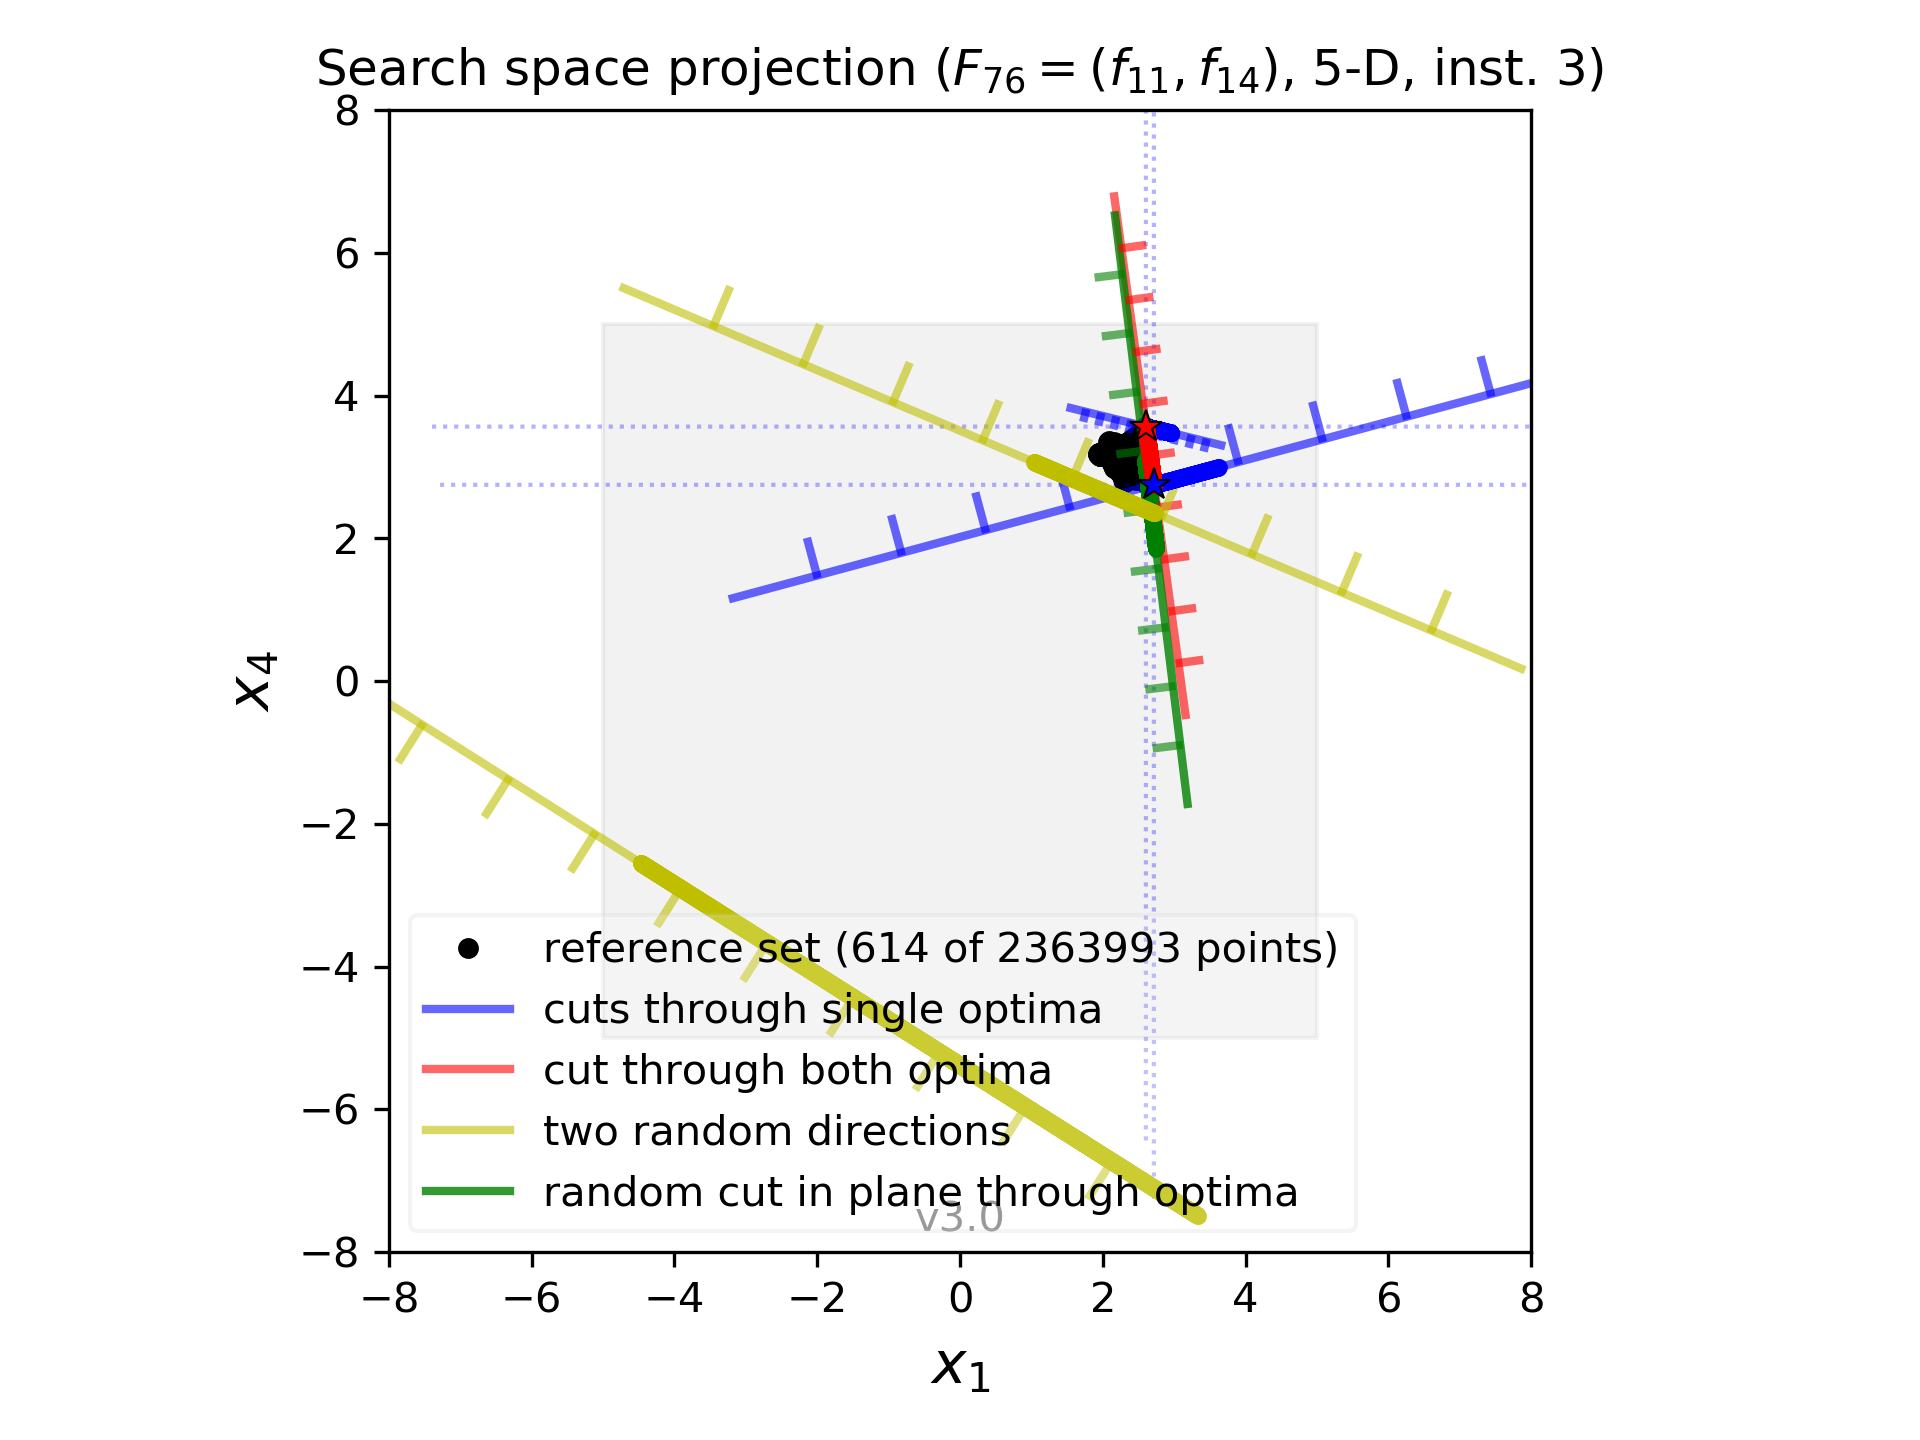 Search space projection (F₇₆ = (f₁₁, f₁₄), 5-D, inst. 3)
8
6
4
2
0
−2
−4
−6
−8
x₄
reference set (614 of 2363993 points)
cuts through single optima
cut through both optima
two random directions
random cut in plane through optima
v3.0
−8 −6 −4 −2 0 2 4 6 8
x₁